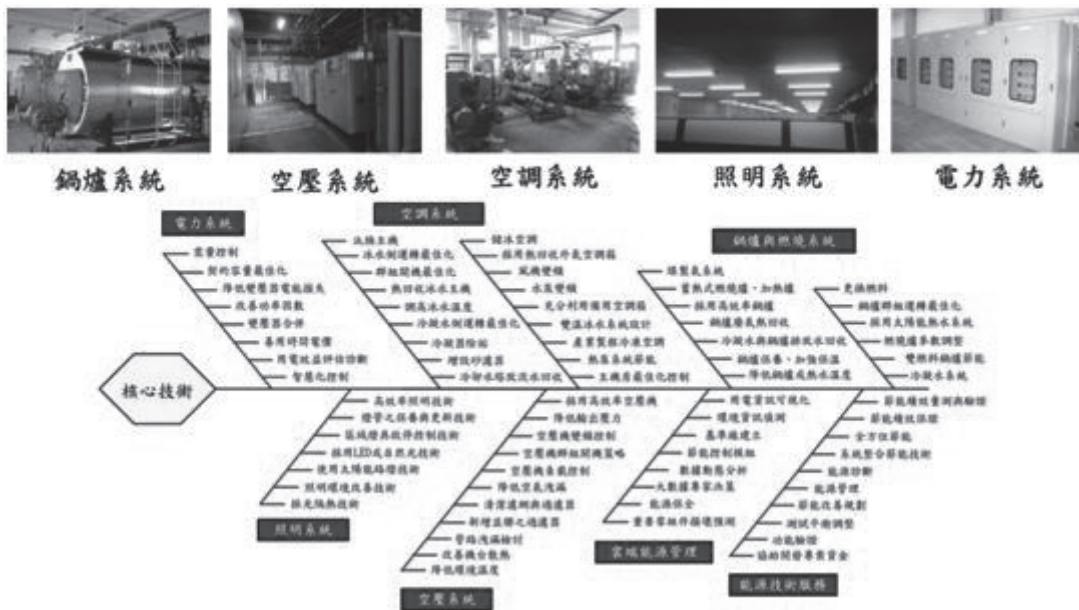 鍋爐系統
空壓系統
空調系統
照明系統
電力系統
電力系統
需量控制
契約容量最佳化
降低變壓器電能損失
改善功率因數
變壓器合併
善用時間電價
用電效益評估診斷
智慧化控制
空調系統
汰換主機
冰水側運轉最佳化
群組開機最佳化
熱回收冰水主機
調高冰水溫度
冷凝水側運轉最佳化
冷凝器除垢
增設砂濾器
冷卻水塔放流水回收
儲冰空調
採用熱回收外氣空調箱
風機變頻
水泵變頻
充分利用備用空調箱
雙溫冰水系統設計
產業製程冷凍空調
熱泵系統節能
主機房最佳化控制
鍋爐與燃燒系統
煤製氣系統
蓄熱式燃燒爐、加熱爐
採用高效率鍋爐
鍋爐廢氣熱回收
冷凝水與鍋爐排放水回收
鍋爐保養、加強保溫
降低鍋爐或熱水溫度
更換燃料
鍋爐群組運轉最佳化
採用太陽能熱水系統
燃燒爐參數調整
雙燃料鍋爐節能
冷凝水系統
核心技術
高效率照明技術
燈管之保養與更新技術
區域燈具啟停控制技術
採用LED或自然光技術
使用太陽能路燈技術
照明環境改善技術
採光隔熱技術
照明系統
採用高效率空壓機
降低輸出壓力
空壓機變頻控制
空壓機群組開機策略
空壓機負載控制
降低空氣洩漏
清潔濾網與過濾器
新增並聯之過濾器
管路洩漏檢討
改善機台散熱
降低環境溫度
空壓系統
用電資訊可視化
環境資訊偵測
基準線建立
節能控制模組
數據動態分析
大數據專家決策
能源保全
重要零組件損壞預測
雲端能源管理
節能績效量測與驗證
節能績效保證
全方位節能
系統整合節能技術
能源診斷
能源管理
節能改善規劃
測試平衡調整
功能驗證
協助開發專案資金
能源技術服務